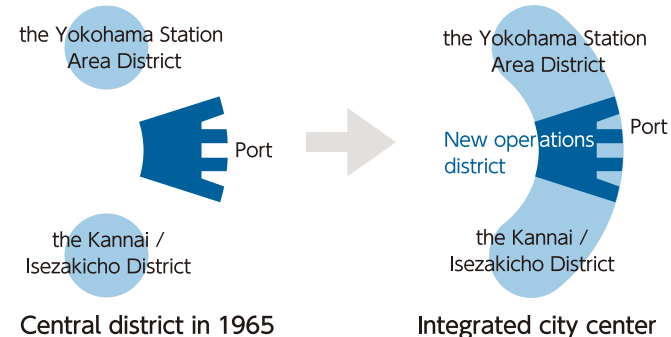 the Yokohama Station
Area District
Port
the Kannai /
Isezakicho District
Central district in 1965
the Yokohama Station
Area District
New operations
district
Port
the Kannai /
Isezakicho District
Integrated city center